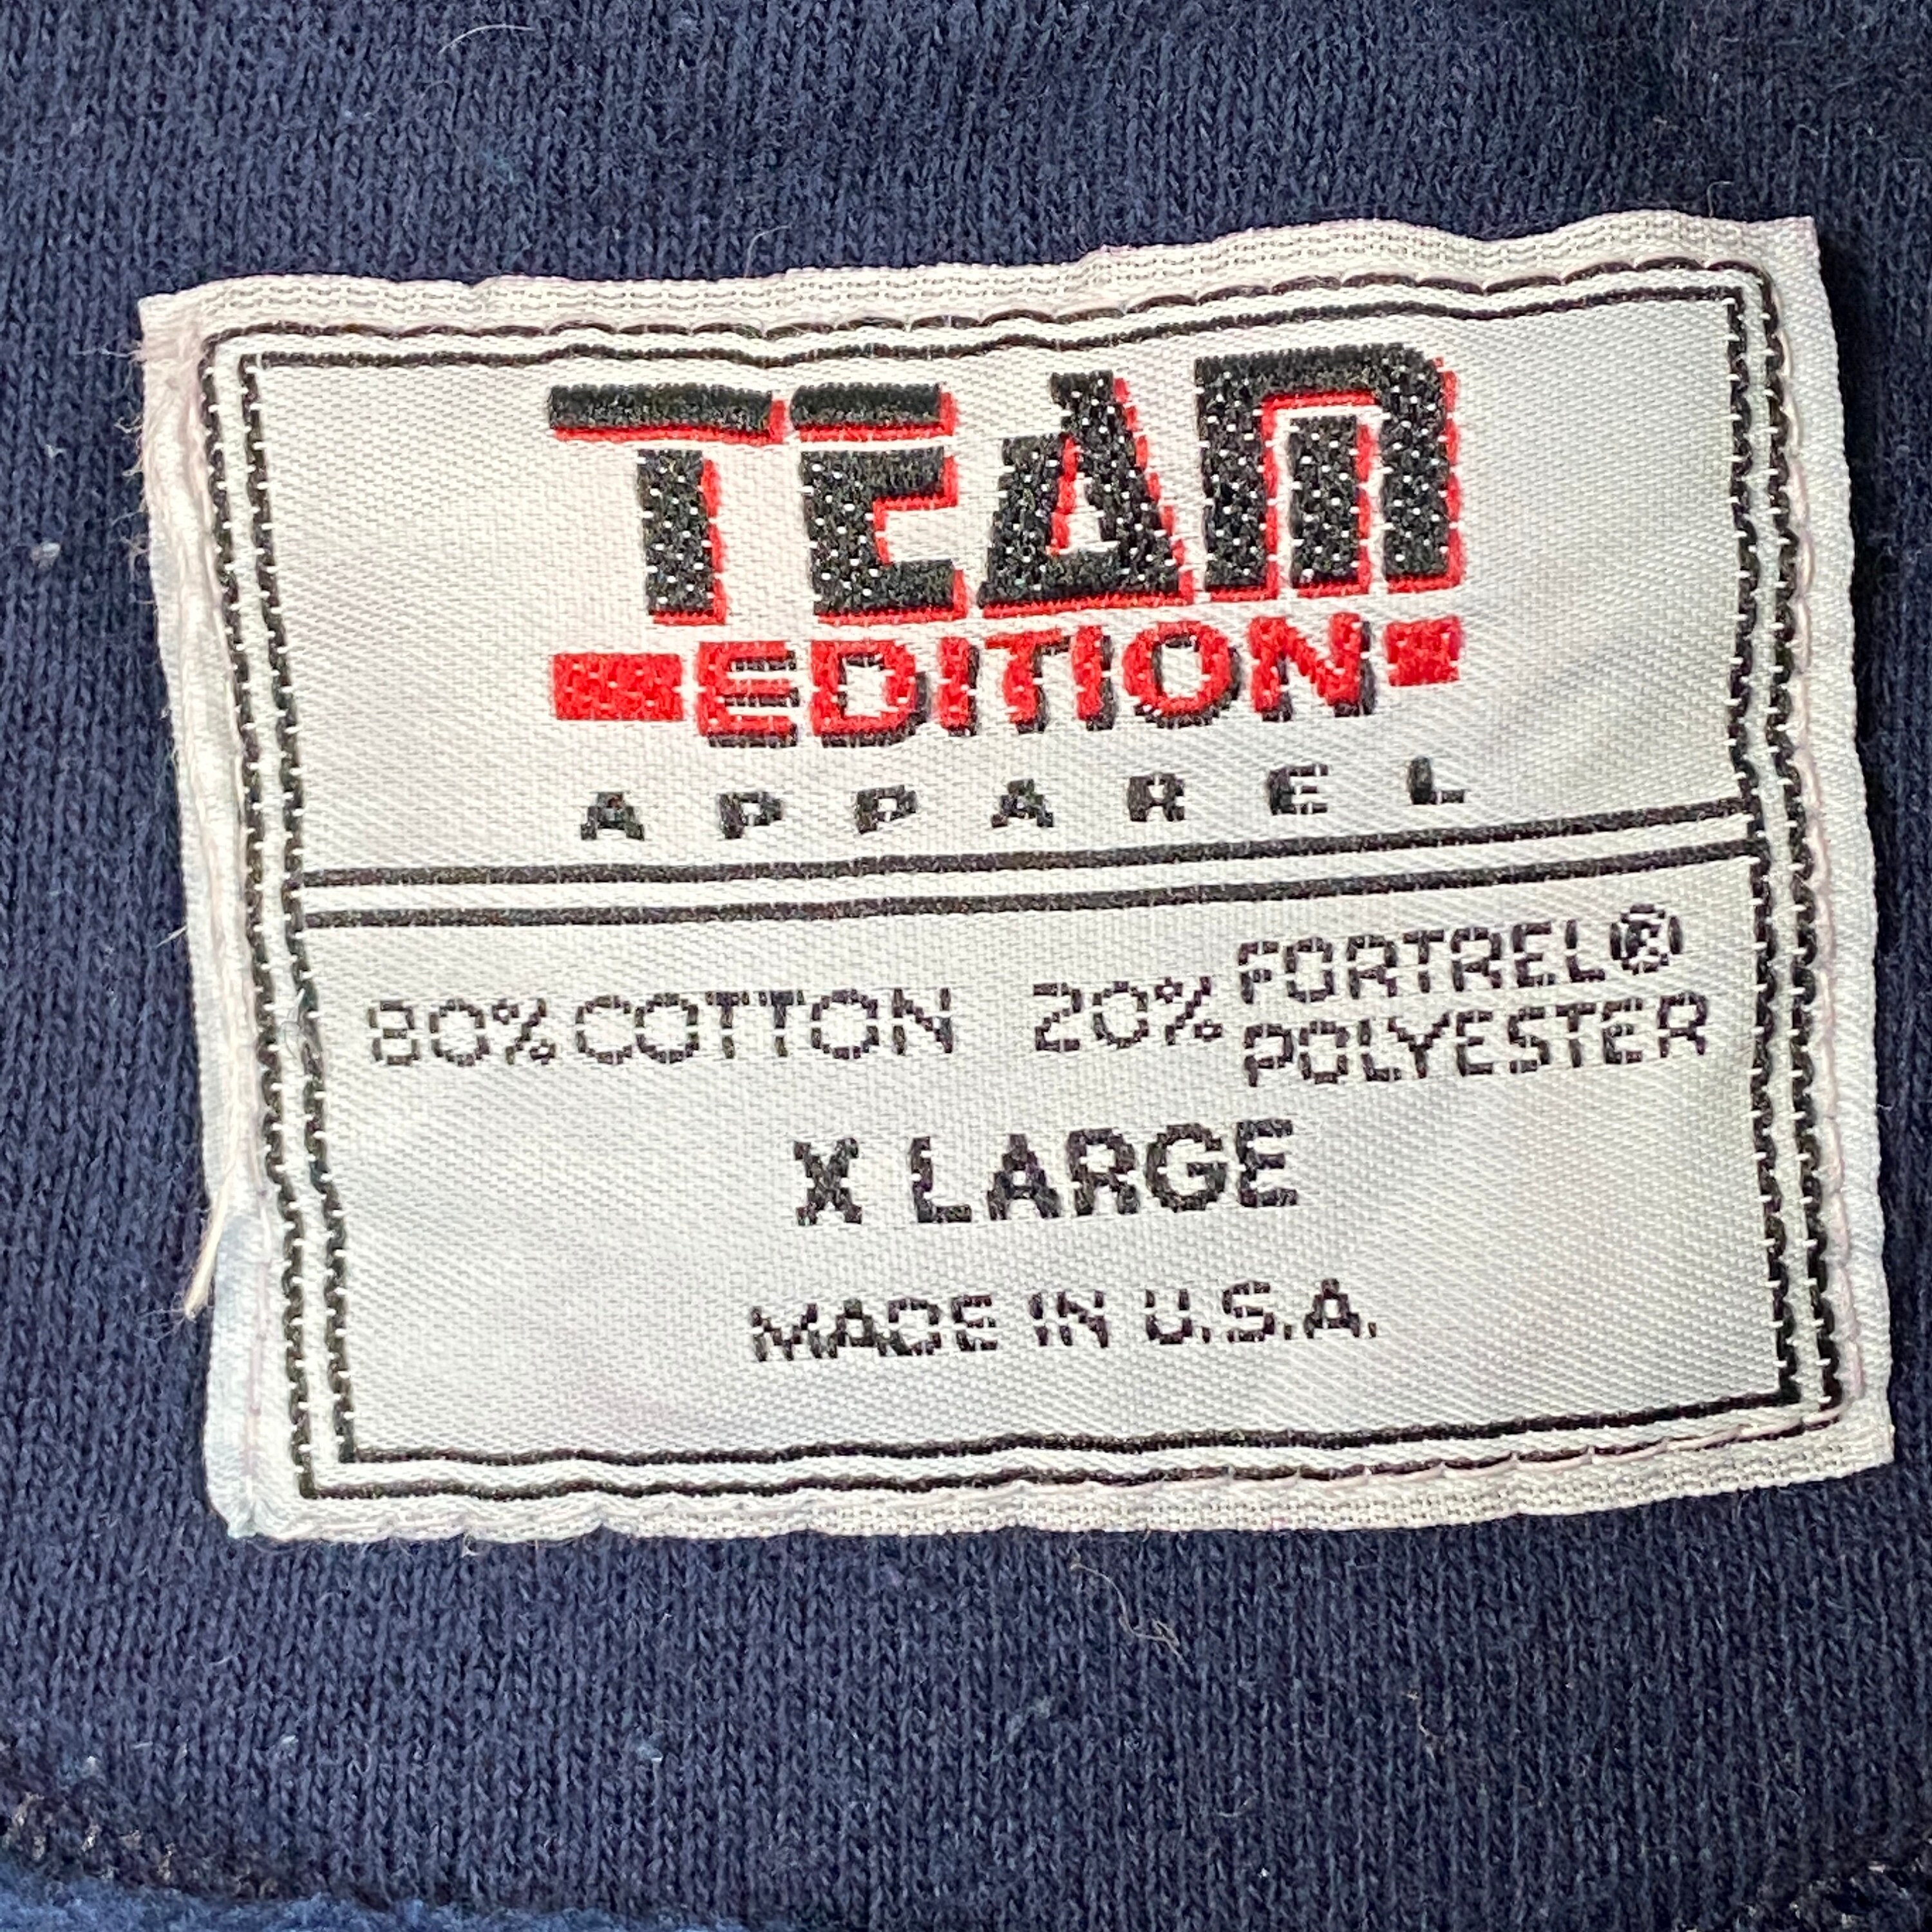 TEAM
EDITION
APPAREL
80% COTTON 20% FORTREL®
POLYESTER
X LARGE
MADE IN U.S.A.